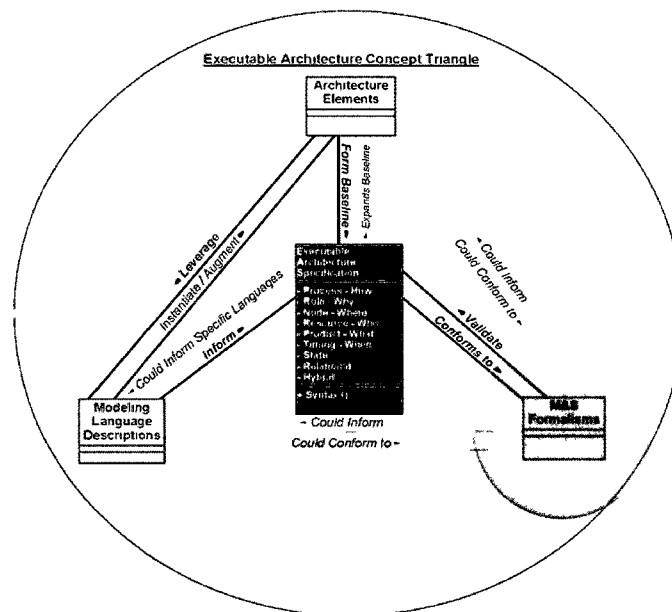 Executable Architecture Concept Triangle
Architecture
Elements
Form Baseline
Expands Baseline
Leverage
Instantiate / Augment
Could Inform Specific Languages
Inform
Executable
Architecture
Specification
- Process - How
- Role - Why
- Node - Where
- Resource - Who
- Product - What
- Timing - When
- State
- Relational
- Hybrid
+ Syntax ()
Could Inform
Could Conform to
Validate
Conforms to
Modeling
Language
Descriptions
M&S
Formalisms
Could Inform
Could Conform to